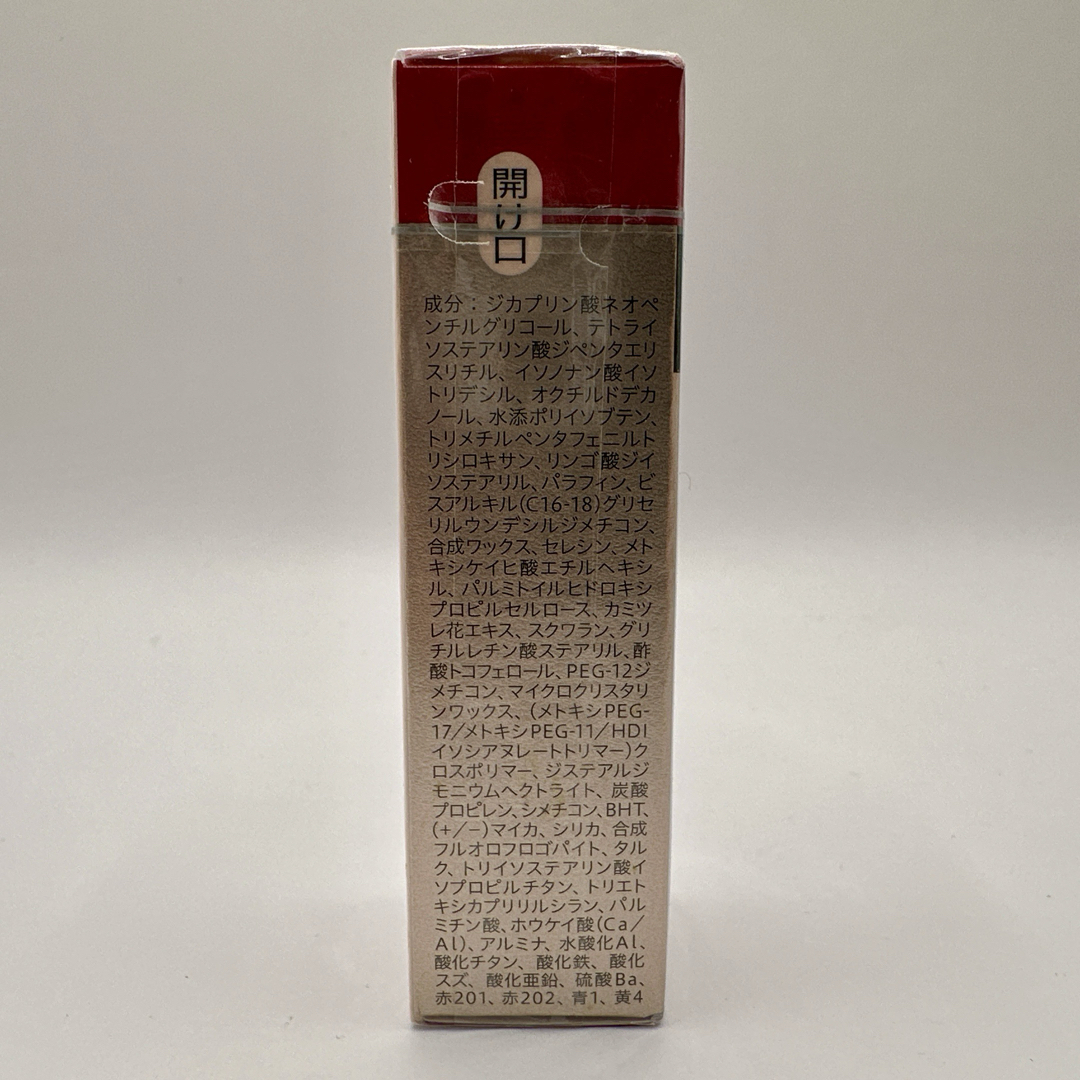 開け口
成分：ジカプリン酸ネオペ
ンチルグリコール、テトライ
ソステアリン酸ジペンタエリ
スリチル、イソノナン酸イソ
トリデシル、オクチルドデカ
ノール、水添ポリイソブテン、
トリメチルペンタフェニルト
リシロキサン、リンゴ酸ジイ
ソステアリル、パラフィン、ビ
スアルキル(C16-18)グリセ
リルウンデシルジメチコン、
合成ワックス、セレシン、メト
キシケイヒ酸エチルヘキシ
ル、パルミトイルヒドロキシ
プロピルセルロース、カミツ
レ花エキス、スクワラン、グリ
チルレチン酸ステアリル、酢
酸トコフェロール、PEG-12ジ
メチコン、マイクロクリスタリ
ンワックス、(メトキシPEG-
17／メトキシPEG-11／HDI
イソシアヌレートトリマー)ク
ロスポリマー、ジステアルジ
モニウムヘクトライト、炭酸
プロピレン、シメチコン、BHT、
(+／−)マイカ、シリカ、合成
フルオロフロゴパイト、タル
ク、トリイソステアリン酸イ
ソプロピルチタン、トリエト
キシカプリリルシラン、パル
ミチン酸、ホウケイ酸(Ca／
Al)、アルミナ、水酸化Al、
酸化チタン、酸化鉄、酸化
スズ、酸化亜鉛、硫酸Ba、
赤201、赤202、青1、黄4